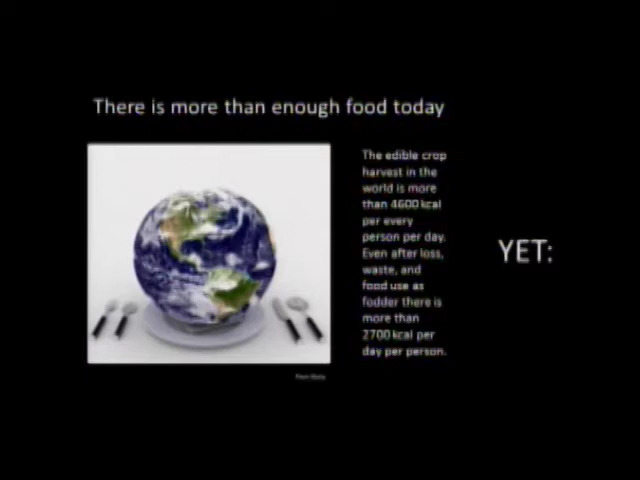 There is more than enough food today
The edible crop
harvest in the
world is more
than 4600 kcal
per every
person per day.
Even after loss,
waste, and
food use as
fodder there is
more than
2700 kcal per
day per person.
YET: